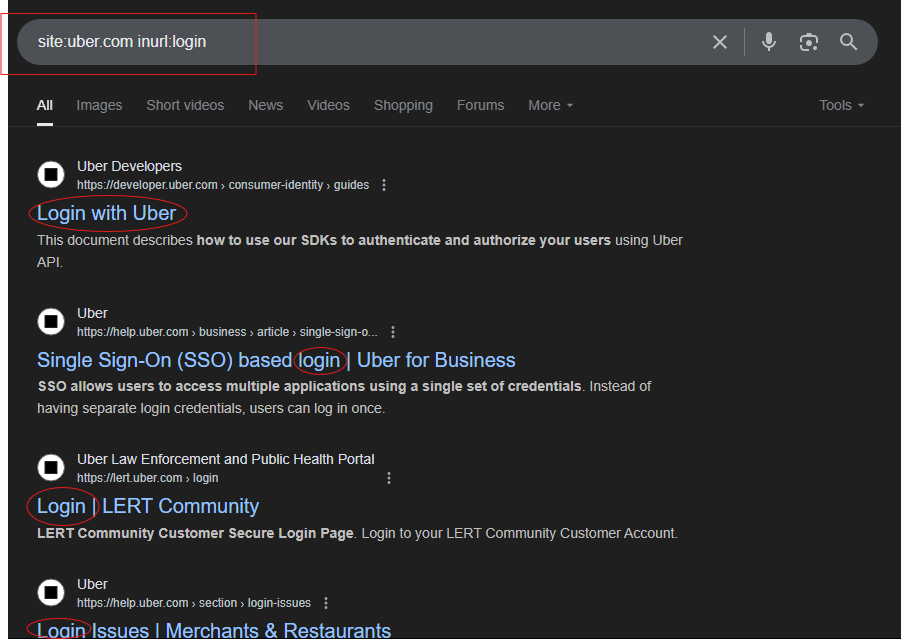 site:uber.com inurl:login
All Images Short videos News Videos Shopping Forums More Tools
Uber Developers
https://developer.uber.com › consumer-identity › guides
Login with Uber
This document describes how to use our SDKs to authenticate and authorize your users using Uber
API.
Uber
https://help.uber.com › business › article › single-sign-o...
Single Sign-On (SSO) based login | Uber for Business
SSO allows users to access multiple applications using a single set of credentials. Instead of
having separate login credentials, users can log in once.
Uber Law Enforcement and Public Health Portal
https://lert.uber.com › login
Login | LERT Community
LERT Community Customer Secure Login Page. Login to your LERT Community Customer Account.
Uber
https://help.uber.com › section › login-issues
Login Issues | Merchants & Restaurants